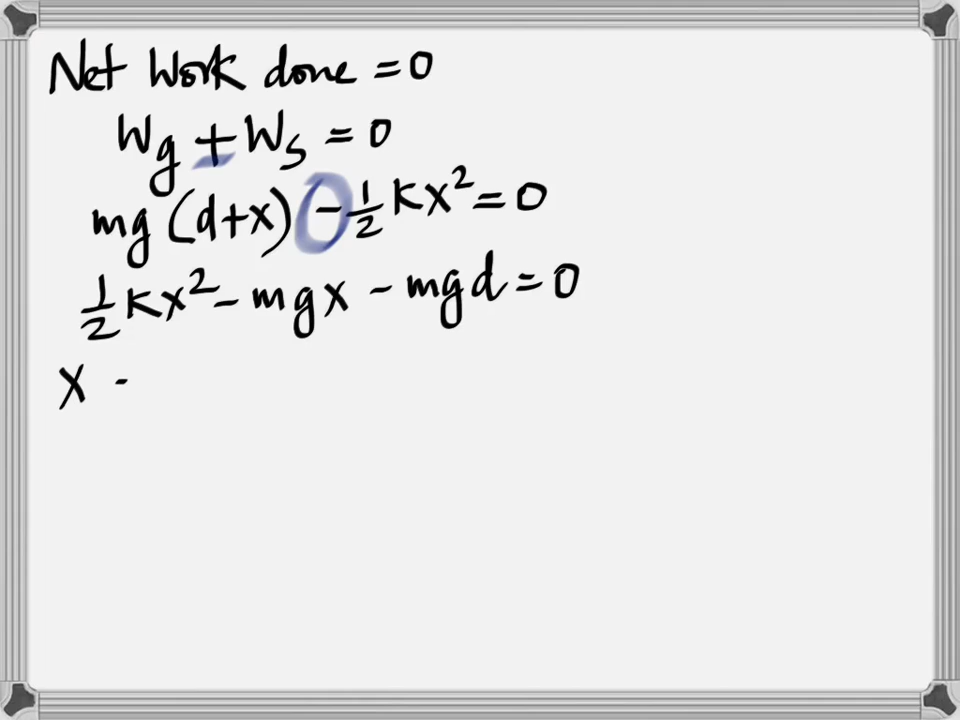 Net Work done = 0
Wg + Ws = 0
mg (d+x) - 1/2 Kx² = 0
1/2 Kx² - mgx - mgd = 0
x -